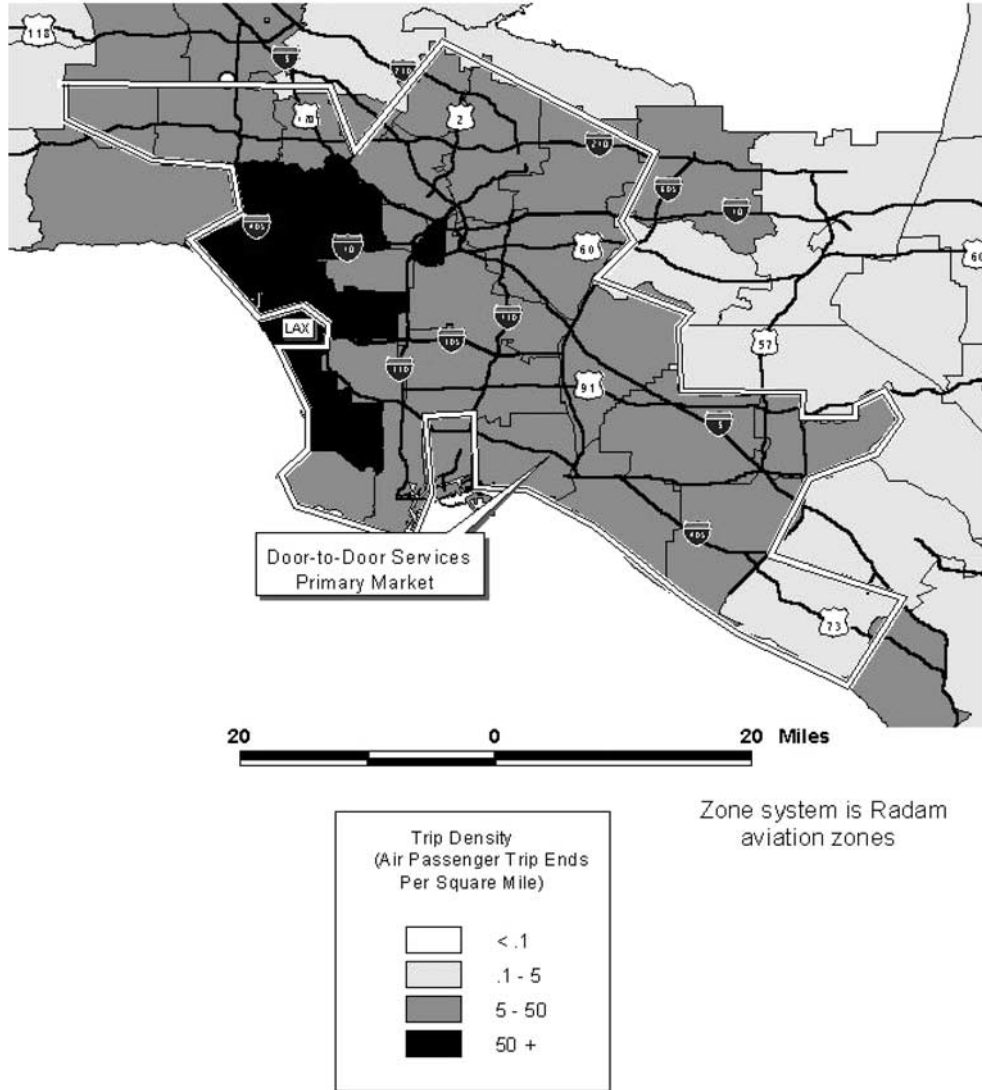 118
5
210
170
2
210
605
10
405
10
60
60
LAX
110
105
57
110
91
5
Door-to-Door Services
Primary Market
405
73
20 0 20 Miles
Zone system is Radam
aviation zones
Trip Density
(Air Passenger Trip Ends
Per Square Mile)
< .1
.1 - 5
5 - 50
50 +